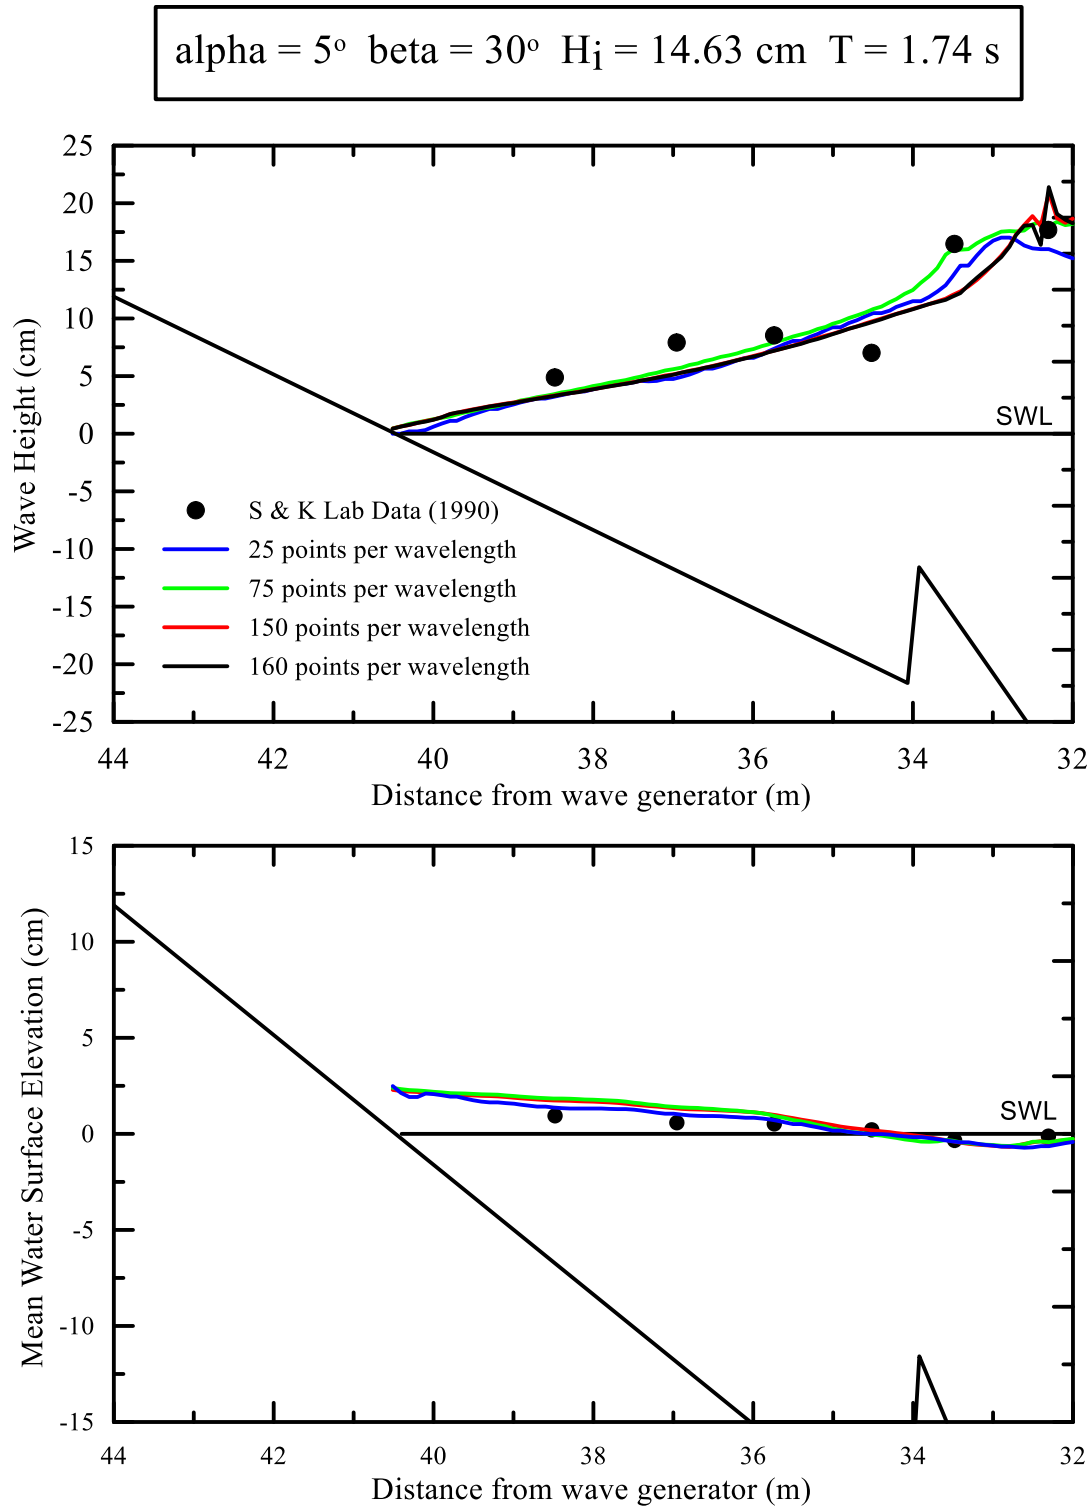 alpha = 5° beta = 30° Hi = 14.63 cm T = 1.74 s
25
20
15
10
5
0
-5
-10
-15
-20
-25
Wave Height (cm)
SWL
S & K Lab Data (1990)
25 points per wavelength
75 points per wavelength
150 points per wavelength
160 points per wavelength
44 42 40 38 36 34 32
Distance from wave generator (m)
15
10
5
0
-5
-10
-15
Mean Water Surface Elevation (cm)
SWL
44 42 40 38 36 34 32
Distance from wave generator (m)